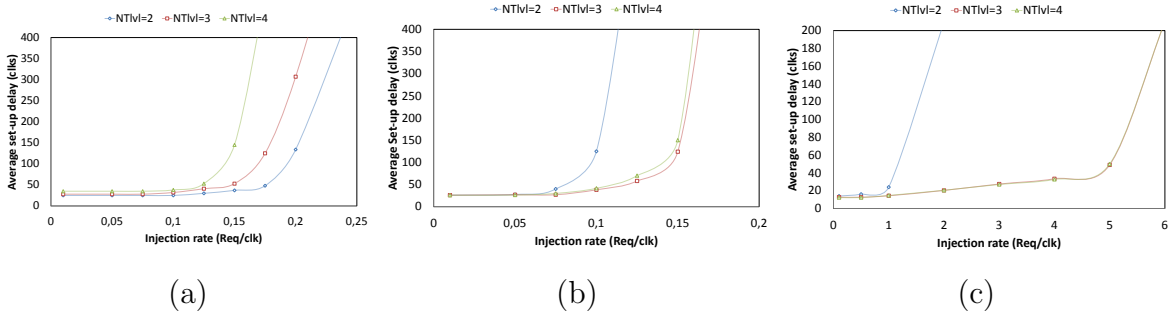 NTlvl=2 NTlvl=3 NTlvl=4
Average set-up delay (clks)
400
350
300
250
200
150
100
50
0
0 0,05 0,1 0,15 0,2 0,25
Injection rate (Req/clk)
(a)
NTlvl=2 NTlvl=3 NTlvl=4
Average Set-up delay (clks)
400
350
300
250
200
150
100
50
0
0 0,05 0,1 0,15 0,2
Injection rate (Req/clk)
(b)
NTlvl=2 NTlvl=3 NTlvl=4
Average set-up delay (clks)
200
180
160
140
120
100
80
60
40
20
0
0 1 2 3 4 5 6
Injection rate (Req/clk)
(c)